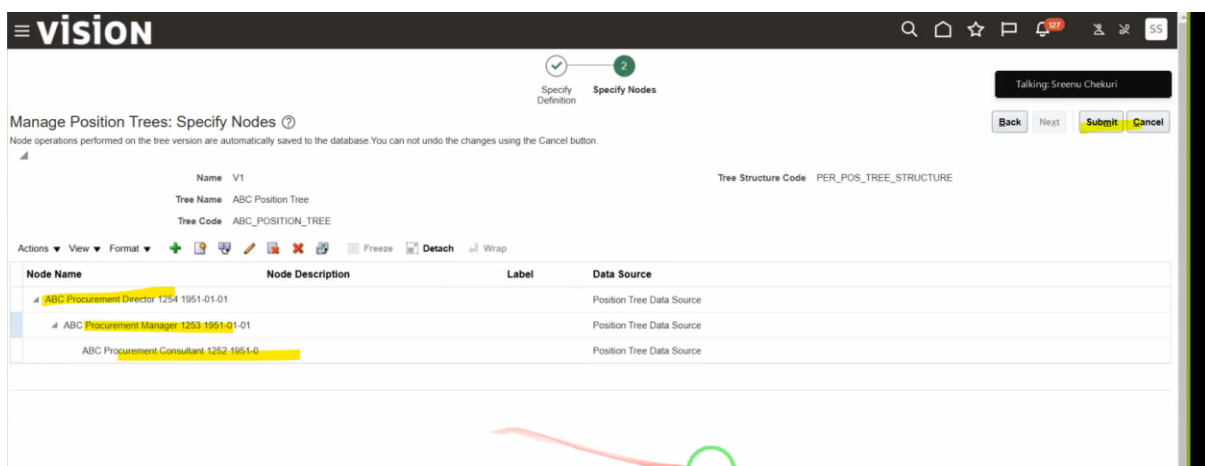 vision
127
SS
2
Specify Definition
Specify Nodes
Talking: Sreenu Chekuri
Manage Position Trees: Specify Nodes
Back Next Submit Cancel
Node operations performed on the tree version are automatically saved to the database.You can not undo the changes using the Cancel button.
Name V1
Tree Structure Code PER_POS_TREE_STRUCTURE
Tree Name ABC Position Tree
Tree Code ABC_POSITION_TREE
Actions View Format Freeze Detach Wrap
Node Name Node Description Label Data Source
ABC Procurement Director 1254 1951-01-01 Position Tree Data Source
ABC Procurement Manager 1253 1951-01-01 Position Tree Data Source
ABC Procurement Consultant 1252 1951-0 Position Tree Data Source